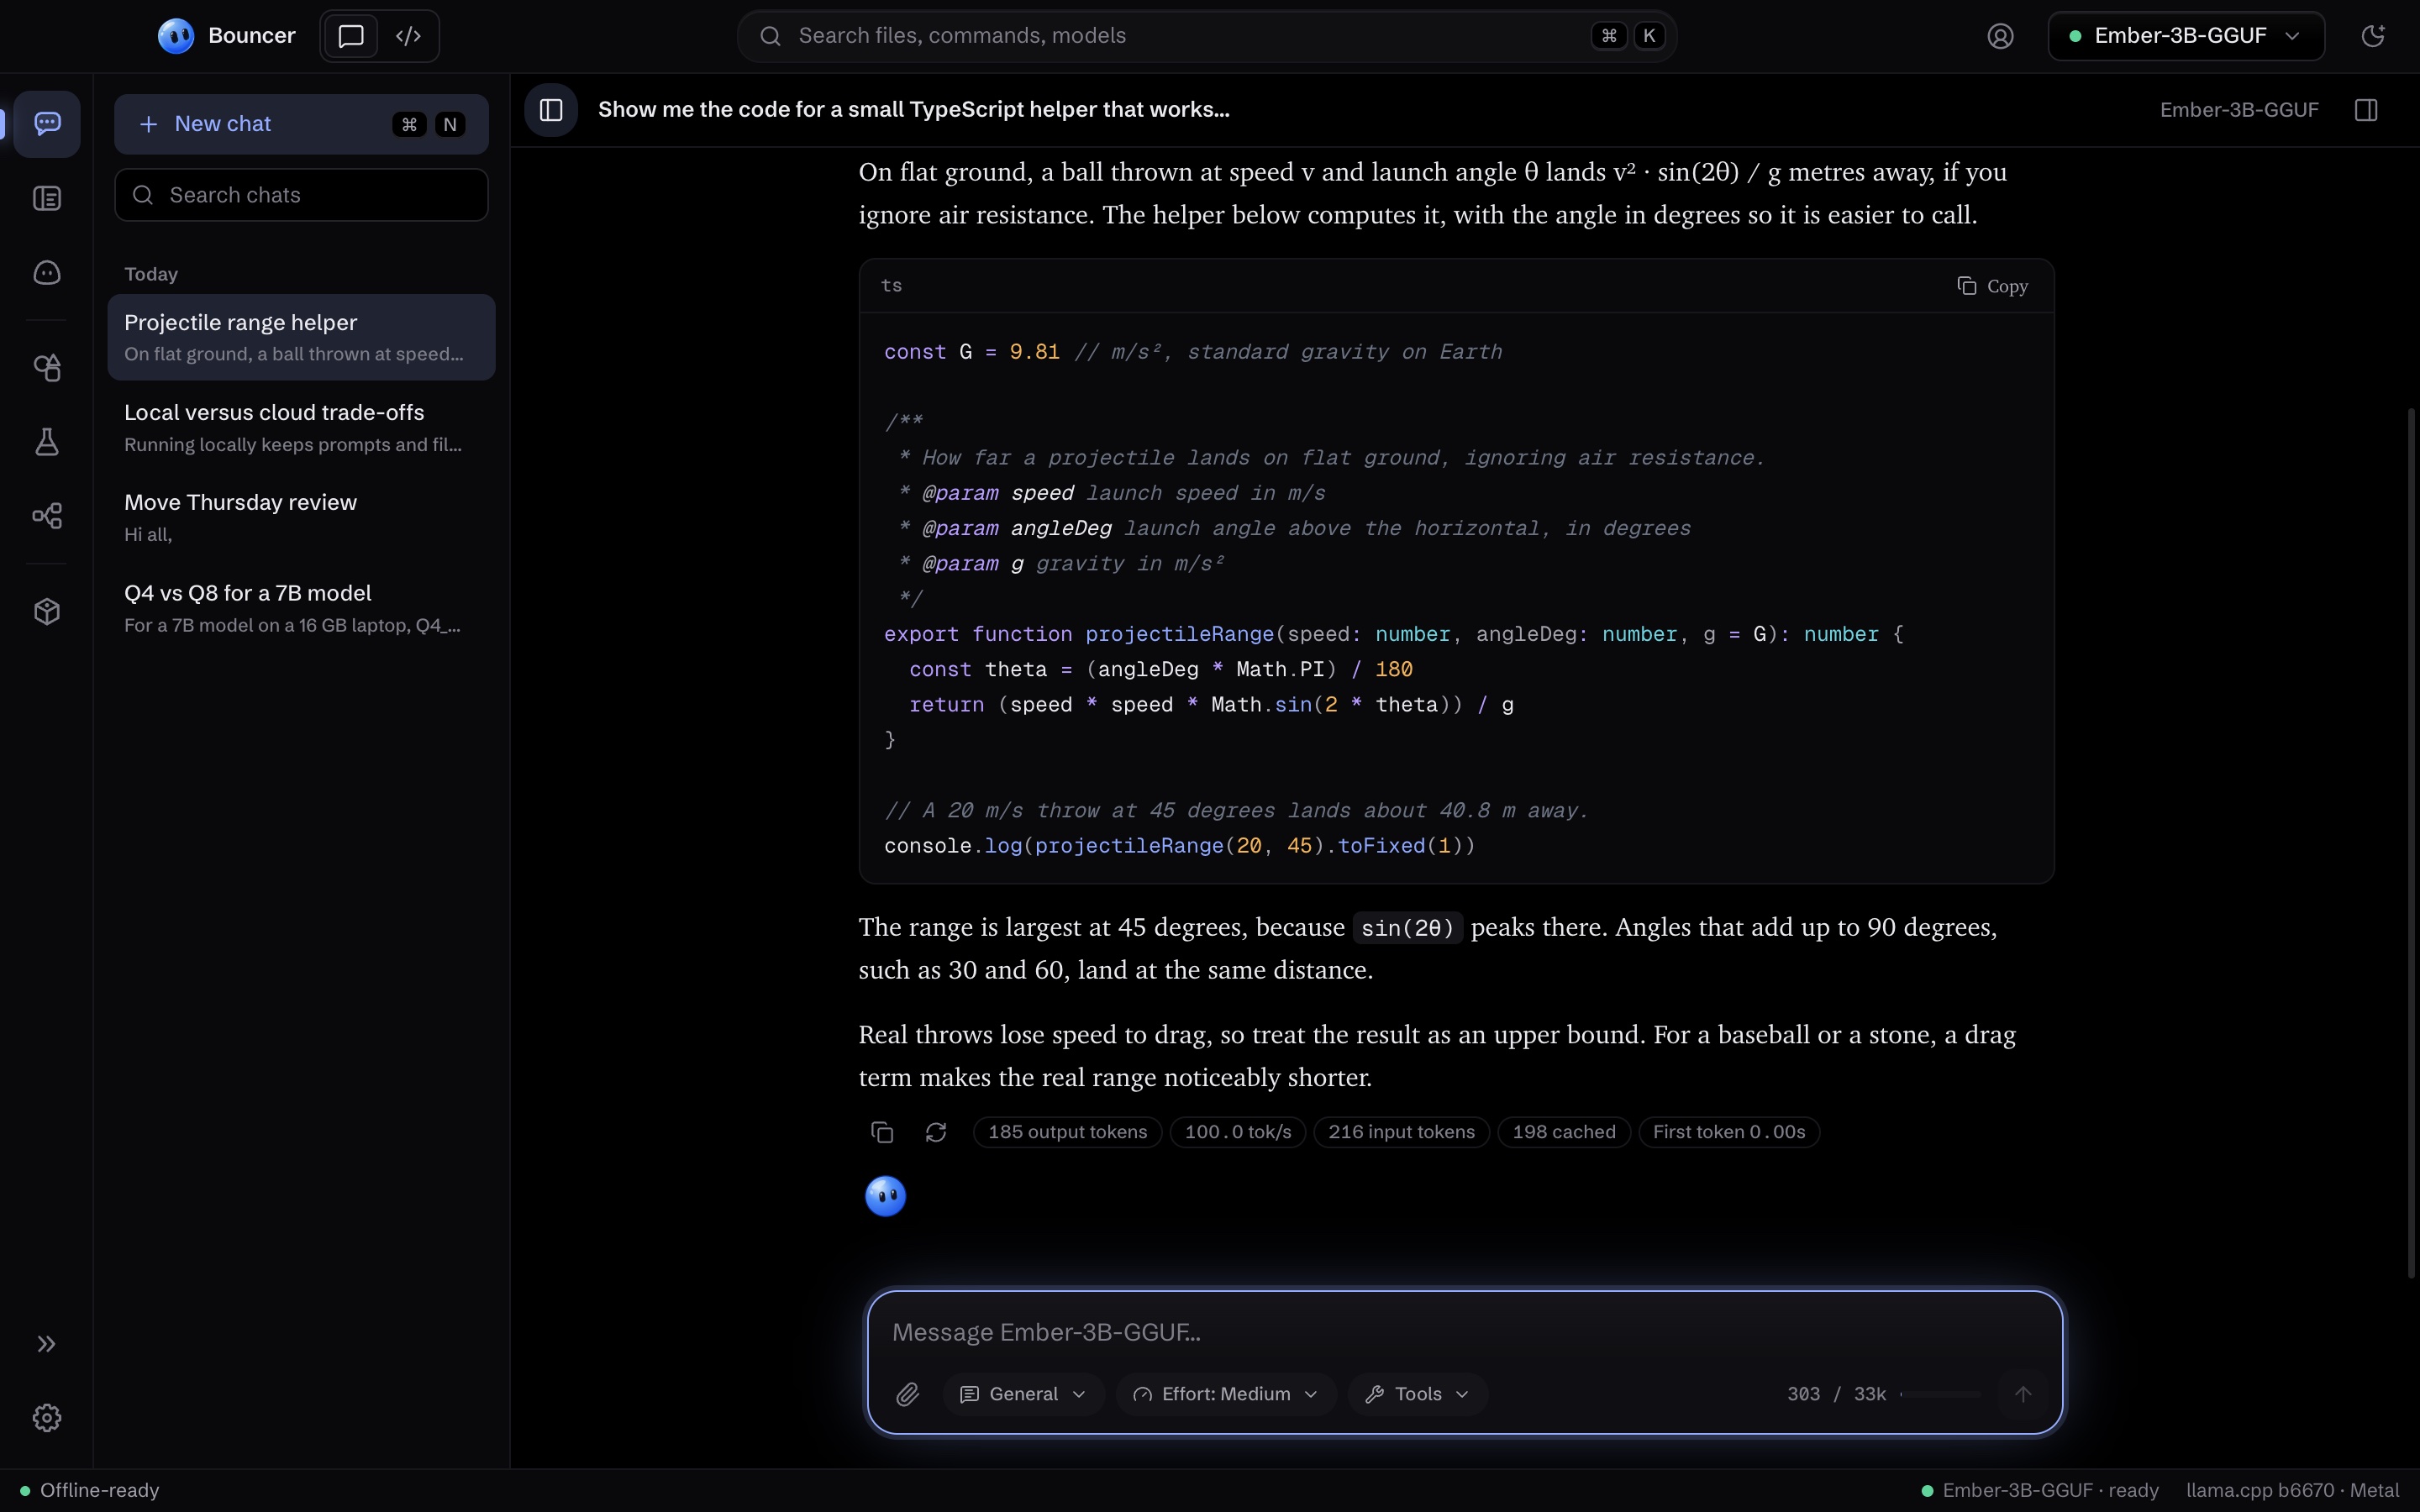 Bouncer
Search files, commands, models
⌘ K
Ember-3B-GGUF
New chat
⌘ N
Search chats
Today
Projectile range helper
On flat ground, a ball thrown at speed...
Local versus cloud trade-offs
Running locally keeps prompts and fil...
Move Thursday review
Hi all,
Q4 vs Q8 for a 7B model
For a 7B model on a 16 GB laptop, Q4_...
Show me the code for a small TypeScript helper that works...
Ember-3B-GGUF
On flat ground, a ball thrown at speed v and launch angle θ lands v² · sin(2θ) / g metres away, if you
ignore air resistance. The helper below computes it, with the angle in degrees so it is easier to call.
ts
Copy
const G = 9.81 // m/s², standard gravity on Earth
/**
 * How far a projectile lands on flat ground, ignoring air resistance.
 * @param speed launch speed in m/s
 * @param angleDeg launch angle above the horizontal, in degrees
 * @param g gravity in m/s²
 */
export function projectileRange(speed: number, angleDeg: number, g = G): number {
  const theta = (angleDeg * Math.PI) / 180
  return (speed * speed * Math.sin(2 * theta)) / g
}
// A 20 m/s throw at 45 degrees lands about 40.8 m away.
console.log(projectileRange(20, 45).toFixed(1))
The range is largest at 45 degrees, because sin(2θ) peaks there. Angles that add up to 90 degrees,
such as 30 and 60, land at the same distance.
Real throws lose speed to drag, so treat the result as an upper bound. For a baseball or a stone, a drag
term makes the real range noticeably shorter.
185 output tokens
100.0 tok/s
216 input tokens
198 cached
First token 0.00s
Message Ember-3B-GGUF...
General
Effort: Medium
Tools
303 / 33k
Offline-ready
Ember-3B-GGUF · ready
llama.cpp b6670 · Metal